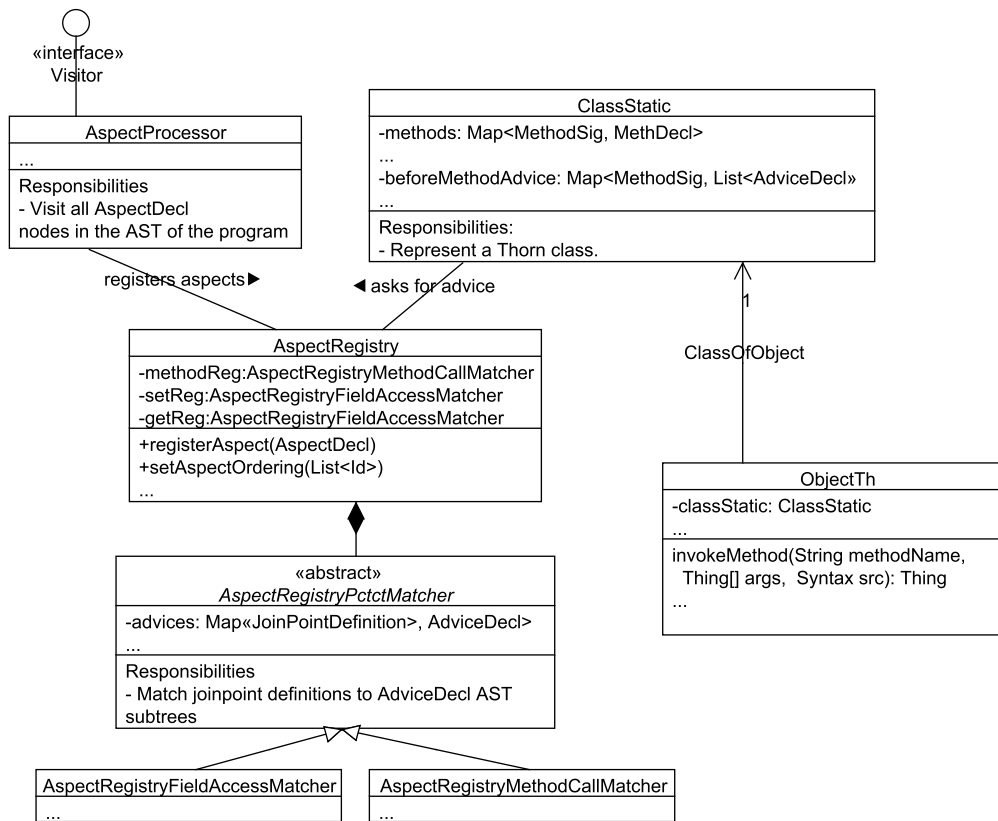 «interface»
Visitor
AspectProcessor
...
Responsibilities
- Visit all AspectDecl
nodes in the AST of the program
ClassStatic
-methods: Map<MethodSig, MethDecl>
...
-beforeMethodAdvice: Map<MethodSig, List<AdviceDecl»
...
Responsibilities:
- Represent a Thorn class.
registers aspects▶
◀ asks for advice
1
ClassOfObject
AspectRegistry
-methodReg:AspectRegistryMethodCallMatcher
-setReg:AspectRegistryFieldAccessMatcher
-getReg:AspectRegistryFieldAccessMatcher
+registerAspect(AspectDecl)
+setAspectOrdering(List<Id>)
...
ObjectTh
-classStatic: ClassStatic
...
invokeMethod(String methodName,
Thing[] args, Syntax src): Thing
...
«abstract»
AspectRegistryPctctMatcher
-advices: Map«JoinPointDefinition>, AdviceDecl>
...
Responsibilities
- Match joinpoint definitions to AdviceDecl AST
subtrees
AspectRegistryFieldAccessMatcher
...
AspectRegistryMethodCallMatcher
...